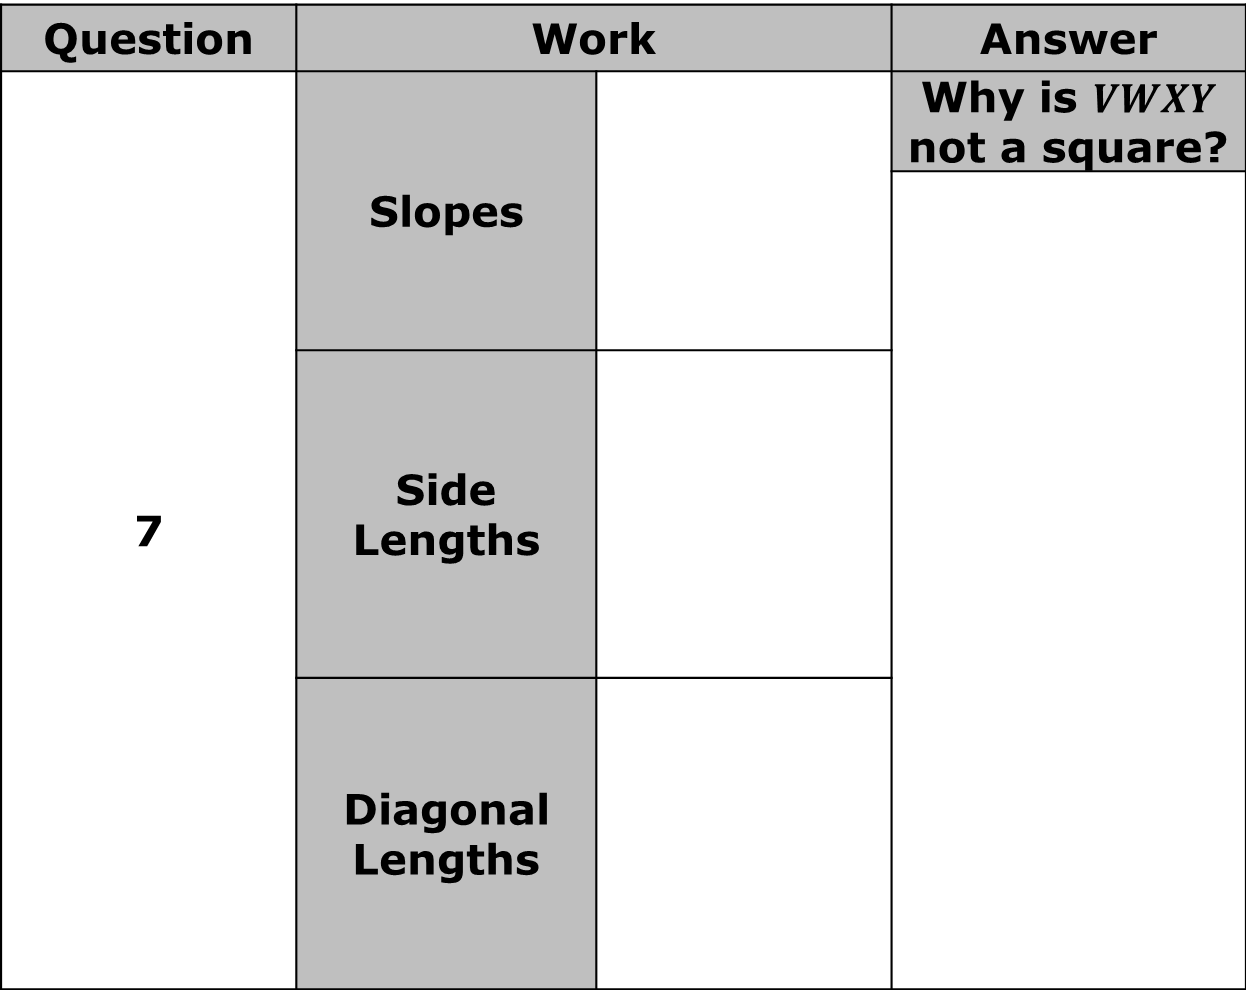 Question Work Answer
Why is VWXY
not a square?
Slopes
Side
Lengths
7
Diagonal
Lengths